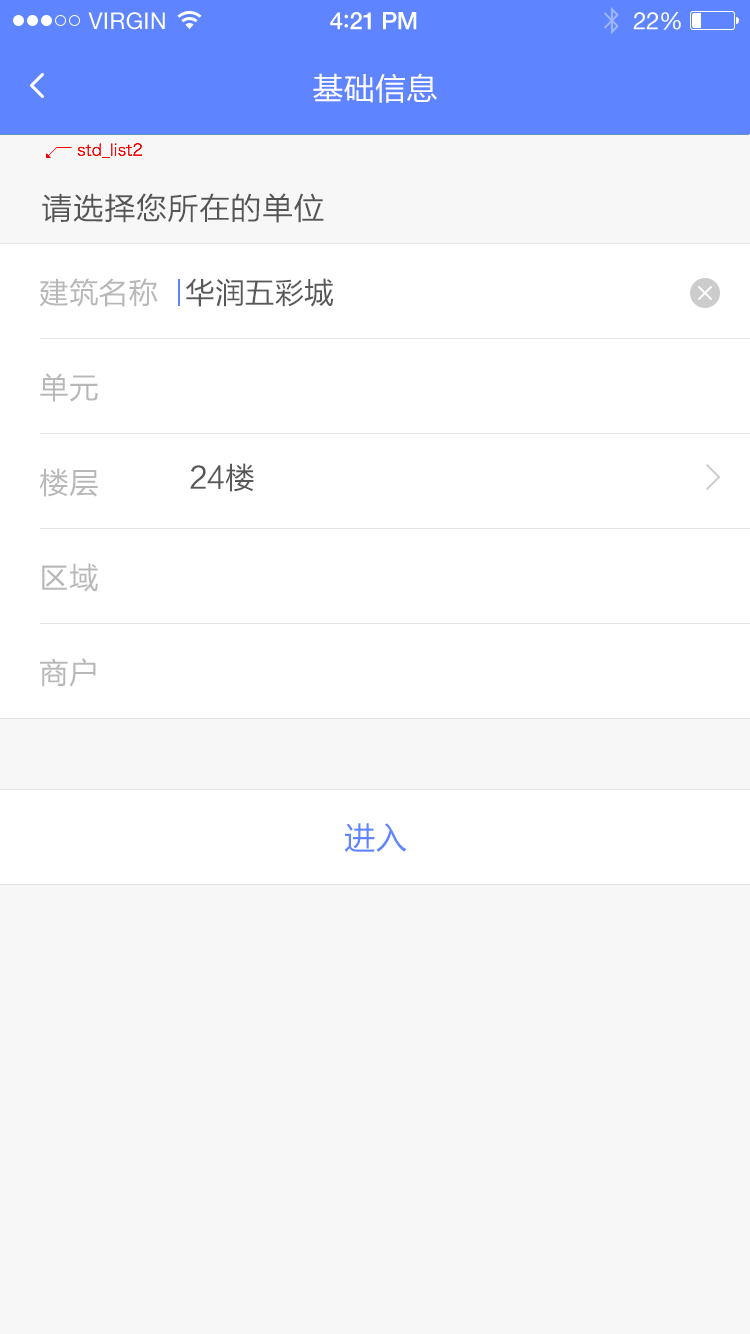 VIRGIN 4:21 PM 22%
基础信息
std_list2
请选择您所在的单位
建筑名称 华润五彩城
单元
楼层 24楼
区域
商户
进入